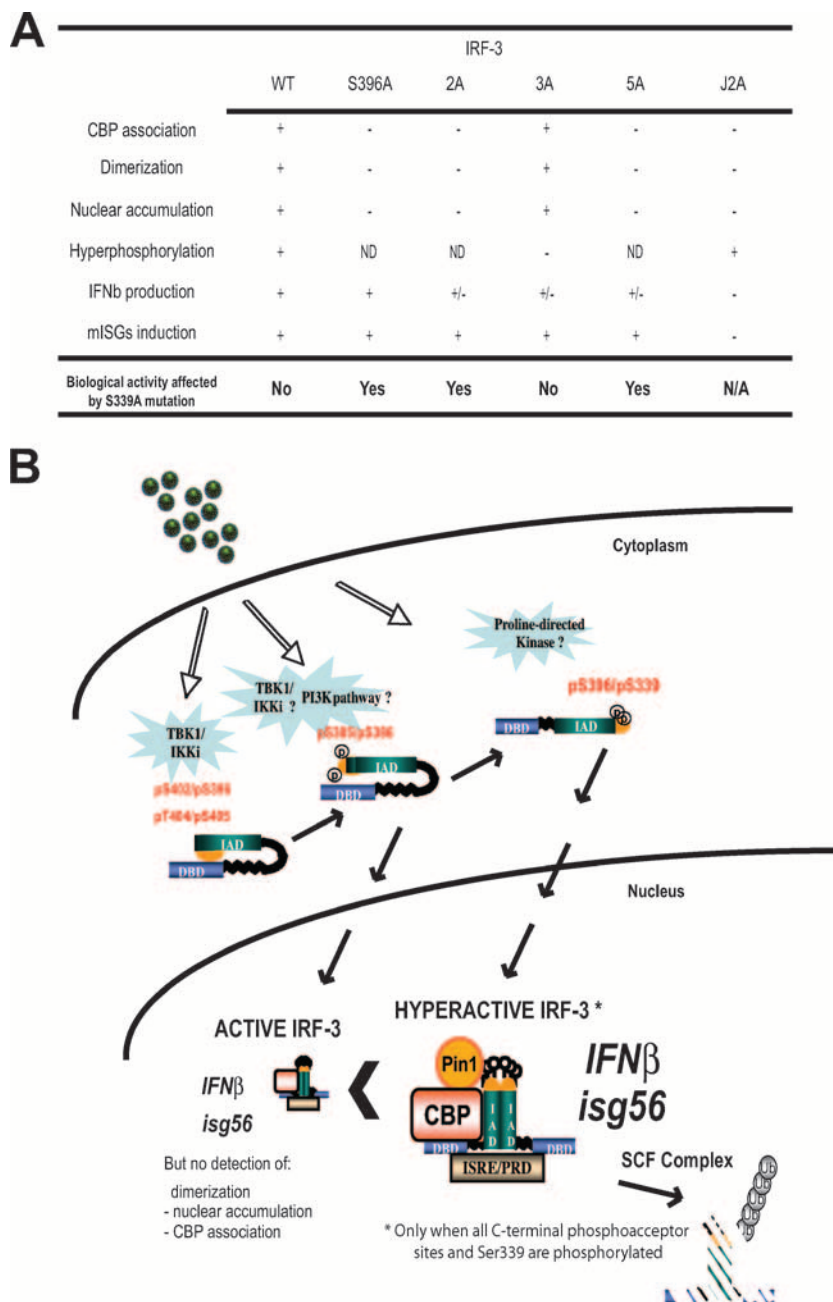 A
IRF-3
WT S396A 2A 3A 5A J2A
CBP association + - - + - -
Dimerization + - - + - -
Nuclear accumulation + - - + - -
Hyperphosphorylation + ND ND - ND +
IFNb production + + +/- +/- +/- -
mISGs induction + + + + + -
Biological activity affected
by S339A mutation No Yes Yes No Yes N/A
B
Cytoplasm
Proline-directed
Kinase ?
TBK1/
IKKi ? PI3K pathway ?
TBK1/
IKKi
pS396/pS339
P P
DBD IAD
pS385/pS386
P
IAD
P
DBD
pT404/pS405
IAD
DBD
Nucleus
HYPERACTIVE IRF-3 *
ACTIVE IRF-3
Pin1
IFNβ
isg56
IFNβ
isg56
CBP
IAD IAD
DBD DBD
ISRE/PRD
But no detection of:
dimerization
- nuclear accumulation
- CBP association
SCF Complex
UB
* Only when all C-terminal phosphoacceptor
sites and Ser339 are phosphorylated